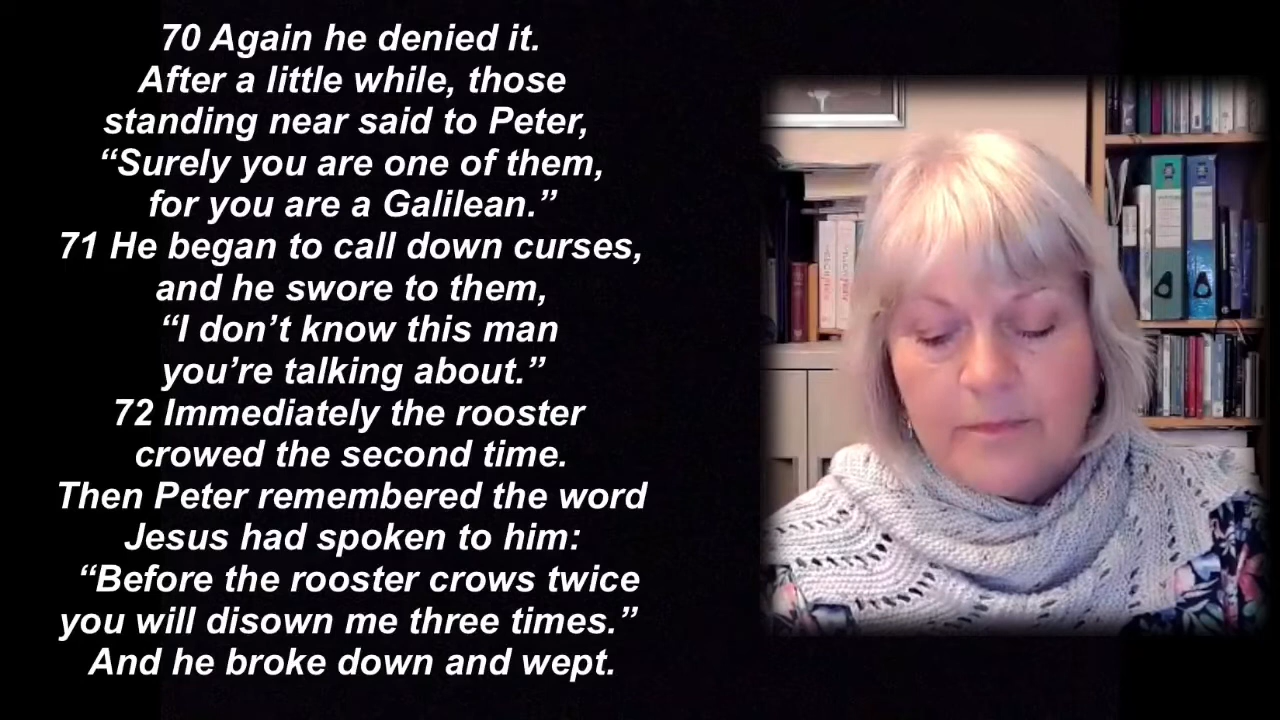 70 Again he denied it.
After a little while, those
standing near said to Peter,
“Surely you are one of them,
for you are a Galilean.”
71 He began to call down curses,
and he swore to them,
“I don’t know this man
you’re talking about.”
72 Immediately the rooster
crowed the second time.
Then Peter remembered the word
Jesus had spoken to him:
“Before the rooster crows twice
you will disown me three times.”
And he broke down and wept.